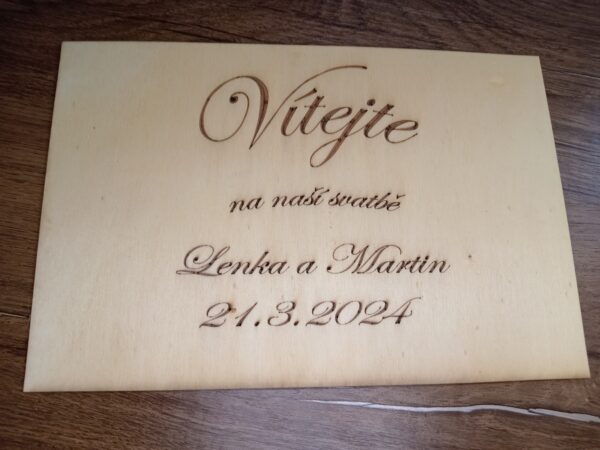 Vítejte
na naší svatbě
Lenka a Martin
21.3.2024